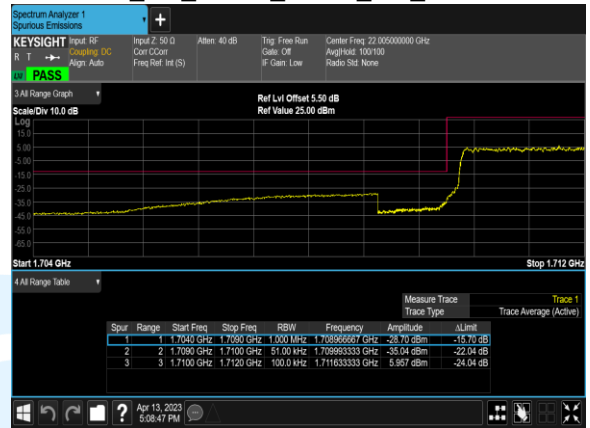 Spectrum Analyzer 1
Spurious Emissions
+
KEYSIGHT Input: RF Input Z: 50 Ω Atten: 40 dB Trig: Free Run Center Freq: 22.005000000 GHz
R T Coupling: DC Corr CCorr Gate: Off Avg|Hold: 100/100
Align: Auto Freq Ref: Int (S) IF Gain: Low Radio Std: None
PASS
3 All Range Graph
Ref Lvl Offset 5.50 dB
Scale/Div 10.0 dB Ref Value 25.00 dBm
Log
15.0
5.00
-5.00
-15.0
-25.0
-35.0
-45.0
-55.0
-65.0
Start 1.704 GHz Stop 1.712 GHz
4 All Range Table
Measure Trace Trace 1
Trace Type Trace Average (Active)
Spur Range Start Freq Stop Freq RBW Frequency Amplitude ΔLimit
1 1 1.7040 GHz 1.7090 GHz 1.000 MHz 1.708966667 GHz -28.70 dBm -15.70 dB
2 2 1.7090 GHz 1.7100 GHz 51.00 kHz 1.709993333 GHz -35.04 dBm -22.04 dB
3 3 1.7100 GHz 1.7120 GHz 100.0 kHz 1.711633333 GHz 5.957 dBm -24.04 dB
? Apr 13, 2023
5:08:47 PM